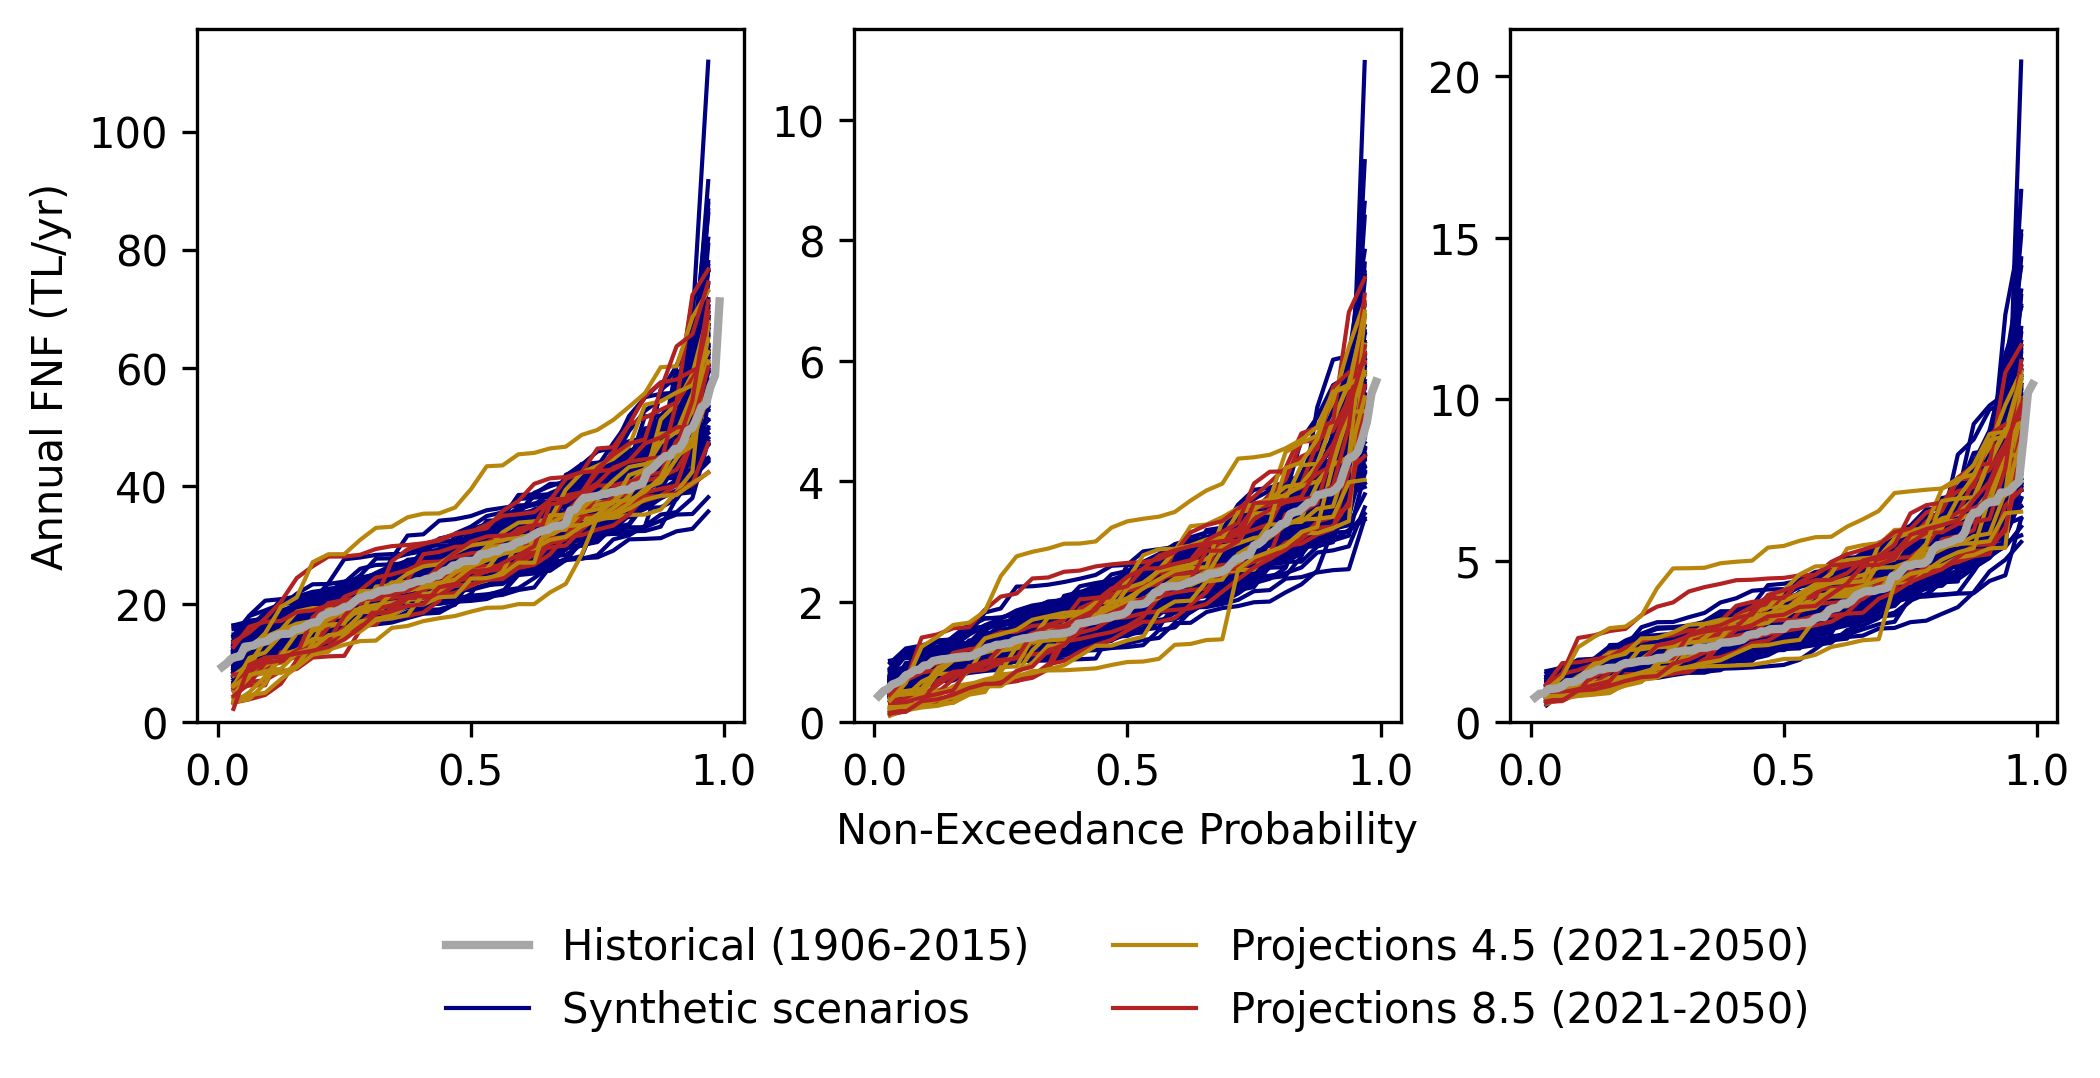 Annual FNF (TL/yr)
100
80
60
40
20
0
0.0 0.5 1.0
10
8
6
4
2
0
0.0 0.5 1.0
20
15
10
5
0
0.0 0.5 1.0
Non-Exceedance Probability
Historical (1906-2015)
Synthetic scenarios
Projections 4.5 (2021-2050)
Projections 8.5 (2021-2050)